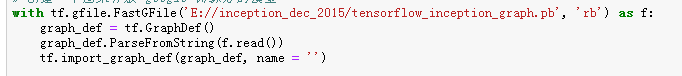 with tf.gfile.FastGFile('E://inception_dec_2015/tensorflow_inception_graph.pb', 'rb') as f:
    graph_def = tf.GraphDef()
    graph_def.ParseFromString(f.read())
    tf.import_graph_def(graph_def, name = '')